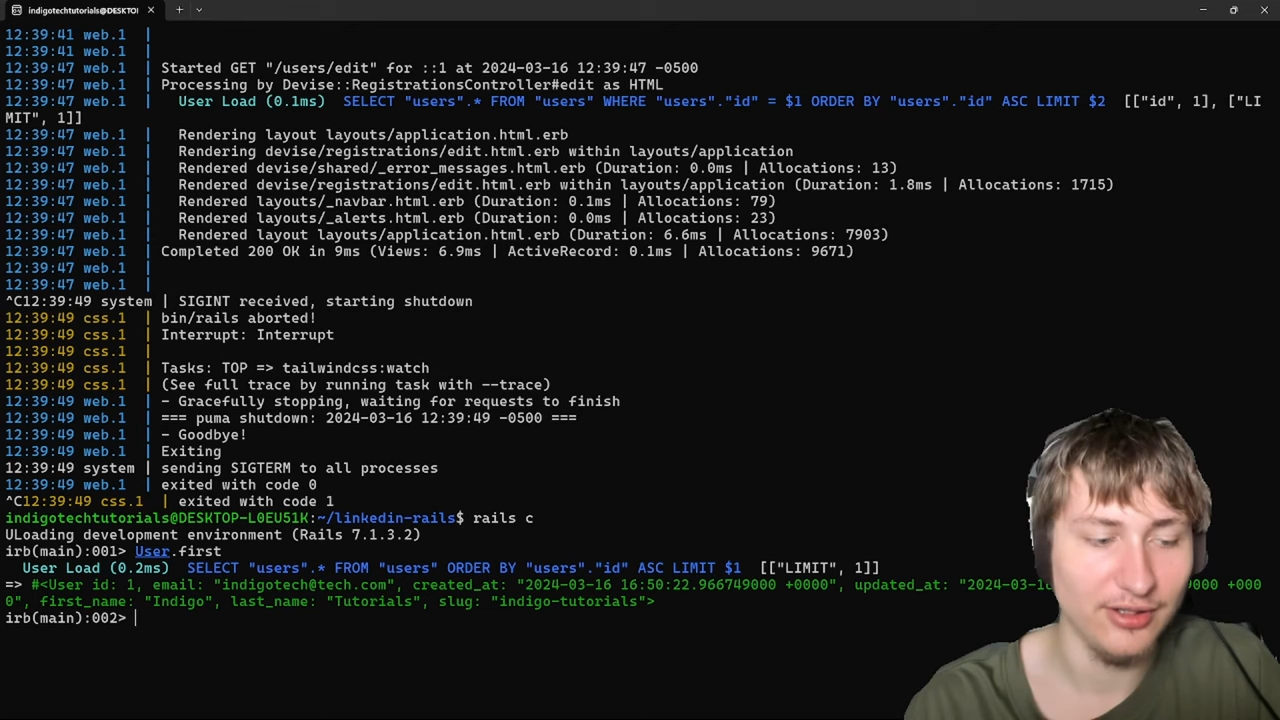 indigotechtutorials@DESKTOP
12:39:41 web.1 |
12:39:41 web.1 |
12:39:47 web.1 | Started GET "/users/edit" for ::1 at 2024-03-16 12:39:47 -0500
12:39:47 web.1 | Processing by Devise::RegistrationsController#edit as HTML
12:39:47 web.1 | User Load (0.1ms) SELECT "users".* FROM "users" WHERE "users"."id" = $1 ORDER BY "users"."id" ASC LIMIT $2 [["id", 1], ["LI
MIT", 1]]
12:39:47 web.1 | Rendering layout layouts/application.html.erb
12:39:47 web.1 | Rendering devise/registrations/edit.html.erb within layouts/application
12:39:47 web.1 | Rendered devise/shared/_error_messages.html.erb (Duration: 0.0ms | Allocations: 13)
12:39:47 web.1 | Rendered devise/registrations/edit.html.erb within layouts/application (Duration: 1.8ms | Allocations: 1715)
12:39:47 web.1 | Rendered layouts/_navbar.html.erb (Duration: 0.1ms | Allocations: 79)
12:39:47 web.1 | Rendered layouts/_alerts.html.erb (Duration: 0.0ms | Allocations: 23)
12:39:47 web.1 | Rendered layout layouts/application.html.erb (Duration: 6.6ms | Allocations: 7903)
12:39:47 web.1 | Completed 200 OK in 9ms (Views: 6.9ms | ActiveRecord: 0.1ms | Allocations: 9671)
12:39:47 web.1 |
12:39:47 web.1 |
^C12:39:49 system | SIGINT received, starting shutdown
12:39:49 css.1 | bin/rails aborted!
12:39:49 css.1 | Interrupt: Interrupt
12:39:49 css.1 |
12:39:49 css.1 | Tasks: TOP => tailwindcss:watch
12:39:49 css.1 | (See full trace by running task with --trace)
12:39:49 web.1 | - Gracefully stopping, waiting for requests to finish
12:39:49 web.1 | === puma shutdown: 2024-03-16 12:39:49 -0500 ===
12:39:49 web.1 | - Goodbye!
12:39:49 web.1 | Exiting
12:39:49 system | sending SIGTERM to all processes
12:39:49 web.1 | exited with code 0
^C12:39:49 css.1 | exited with code 1
indigotechtutorials@DESKTOP-L0EU51K:~/linkedin-rails$ rails c
ULoading development environment (Rails 7.1.3.2)
irb(main):001> User.first
User Load (0.2ms) SELECT "users".* FROM "users" ORDER BY "users"."id" ASC LIMIT $1 [["LIMIT", 1]]
=> #<User id: 1, email: "indigotech@tech.com", created_at: "2024-03-16 16:50:22.966749000 +0000", updated_at: "2024-03-16 9000 +000
0", first_name: "Indigo", last_name: "Tutorials", slug: "indigo-tutorials">
irb(main):002>